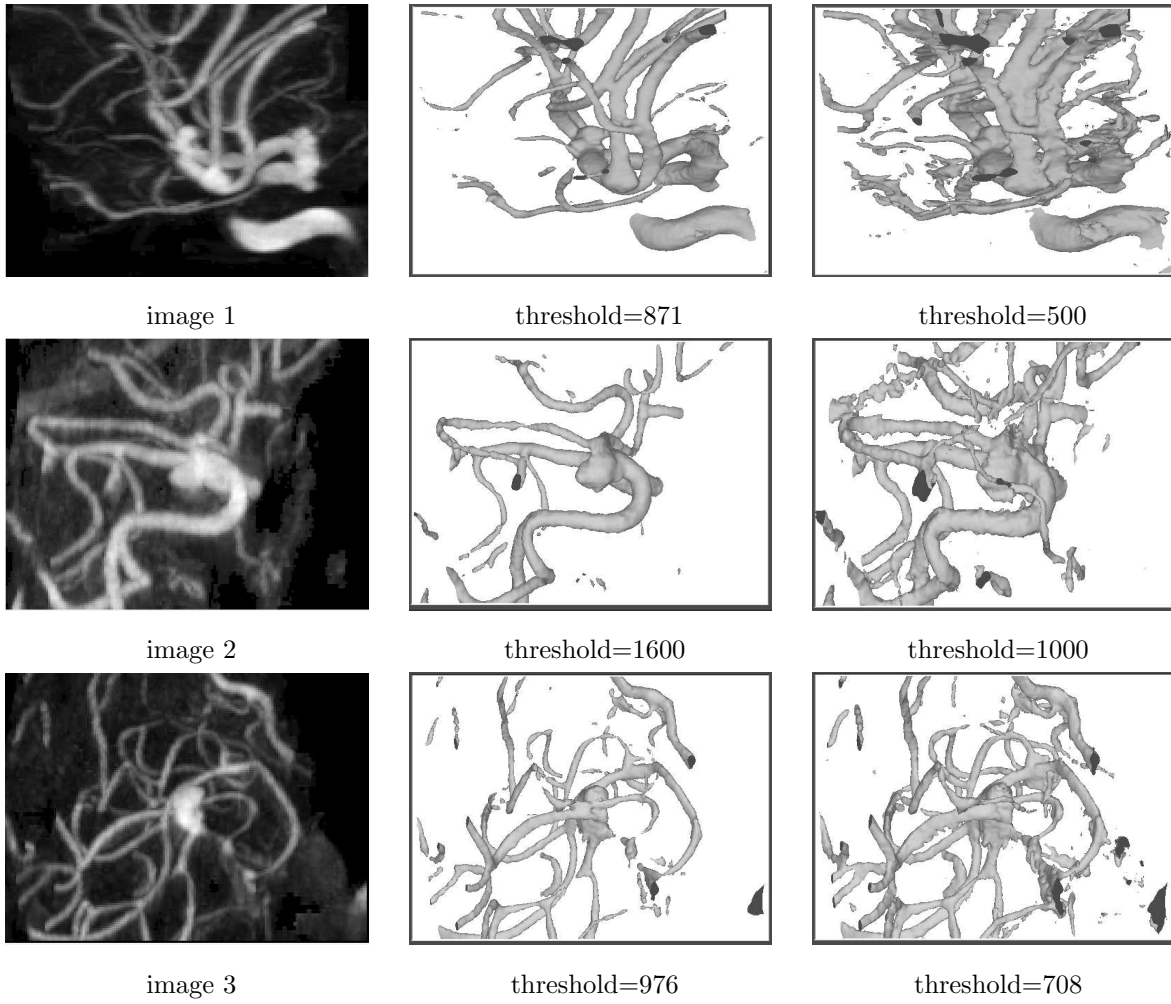 image 1 threshold=871 threshold=500
image 2 threshold=1600 threshold=1000
image 3 threshold=976 threshold=708